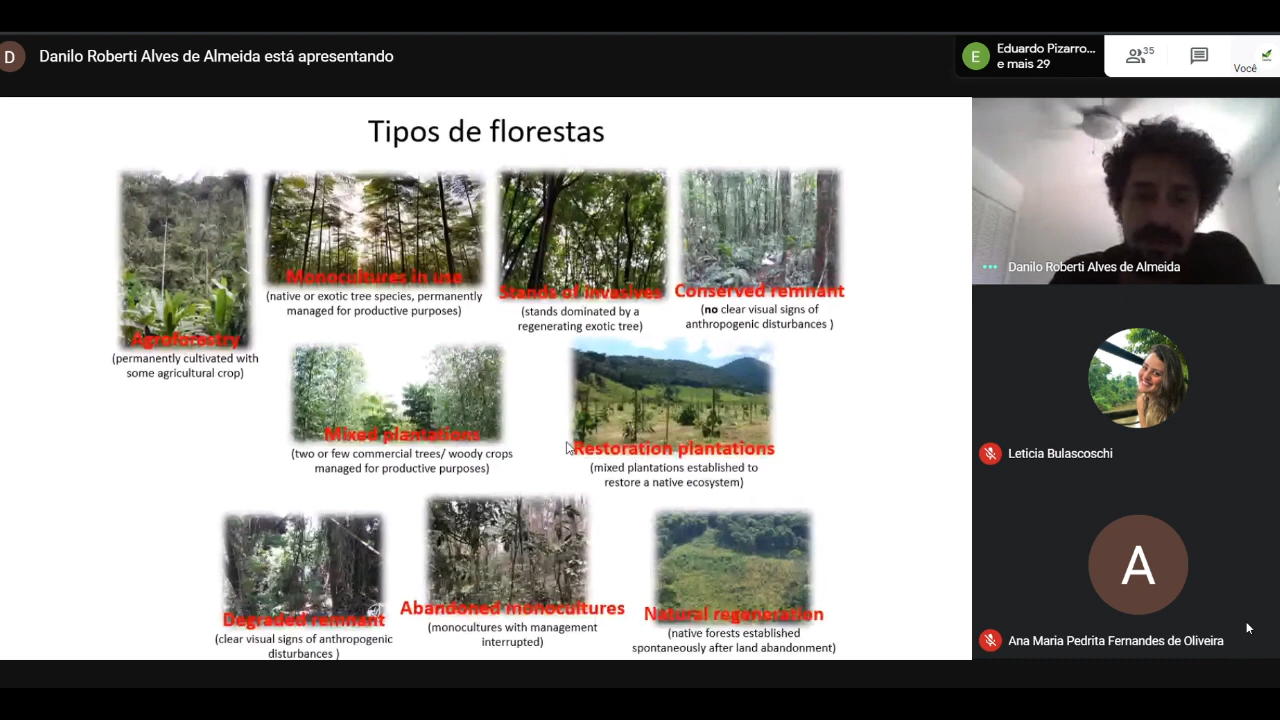 D
Danilo Roberti Alves de Almeida está apresentando
E
Eduardo Pizarro...
e mais 29
35
Você
Tipos de florestas
Agroforestry
(permanently cultivated with
some agricultural crop)
Monocultures in use
(native or exotic tree species, permanently
managed for productive purposes)
Stands of invasives
(stands dominated by a
regenerating exotic tree)
Conserved remnant
(no clear visual signs of
anthropogenic disturbances )
Mixed plantations
(two or few commercial trees/ woody crops
managed for productive purposes)
Restoration plantations
(mixed plantations established to
restore a native ecosystem)
Degraded remnant
(clear visual signs of anthropogenic
disturbances )
Abandoned monocultures
(monocultures with management
interrupted)
Natural regeneration
(native forests established
spontaneously after land abandonment)
Danilo Roberti Alves de Almeida
Leticia Bulascoschi
A
Ana Maria Pedrita Fernandes de Oliveira